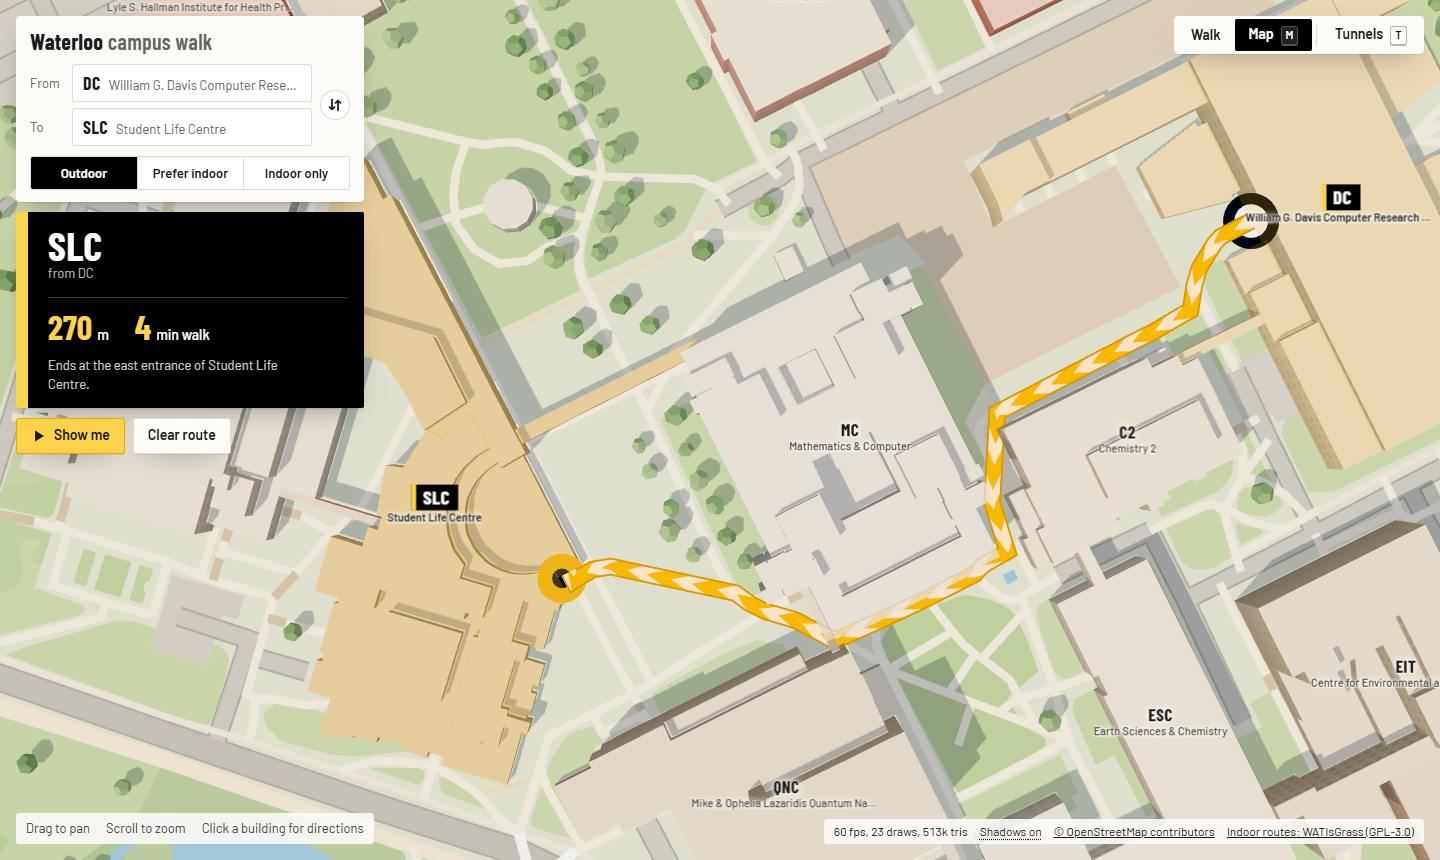 Lyle S. Hallman Institute for Health Pr...
Waterloo campus walk
From
DC William G. Davis Computer Rese...
To
SLC Student Life Centre
Outdoor
Prefer indoor
Indoor only
SLC
from DC
270 m
4 min walk
Ends at the east entrance of Student Life
Centre.
Show me
Clear route
Walk
Map M
Tunnels T
DC
William G. Davis Computer Research ...
MC
Mathematics & Computer
C2
Chemistry 2
SLC
Student Life Centre
EIT
Centre for Environmental a
ESC
Earth Sciences & Chemistry
QNC
Mike & Ophelia Lazaridis Quantum Na...
Drag to pan
Scroll to zoom
Click a building for directions
60 fps, 23 draws, 513k tris
Shadows on
© OpenStreetMap contributors
Indoor routes: WATIsGrass (GPL-3.0)